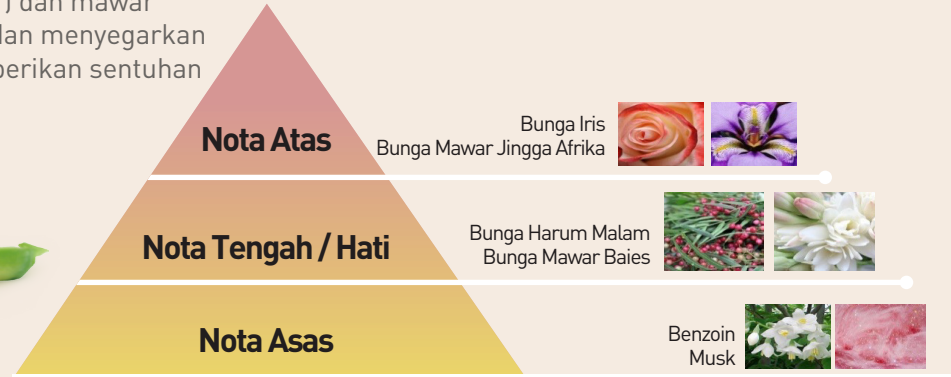 ) dan mawar
dan menyegarkan
berikan sentuhan
Nota Atas
Bunga Iris
Bunga Mawar Jingga Afrika
Nota Tengah / Hati
Bunga Harum Malam
Bunga Mawar Baies
Nota Asas
Benzoin
Musk